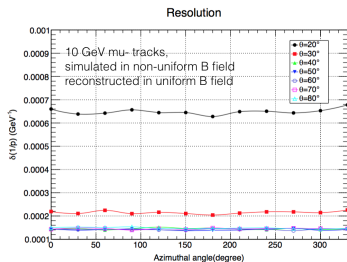 Resolution
0.001
0.0009
0.0008
0.0007
0.0006
0.0005
0.0004
0.0003
0.0002
0.0001
δ(1/p) (GeV⁻¹)
10 GeV mu- tracks,
simulated in non-uniform B field
reconstructed in uniform B field
θ=20°
θ=30°
θ=40°
θ=50°
θ=60°
θ=70°
θ=80°
0 50 100 150 200 250 300
Azimuthal angle(degree)